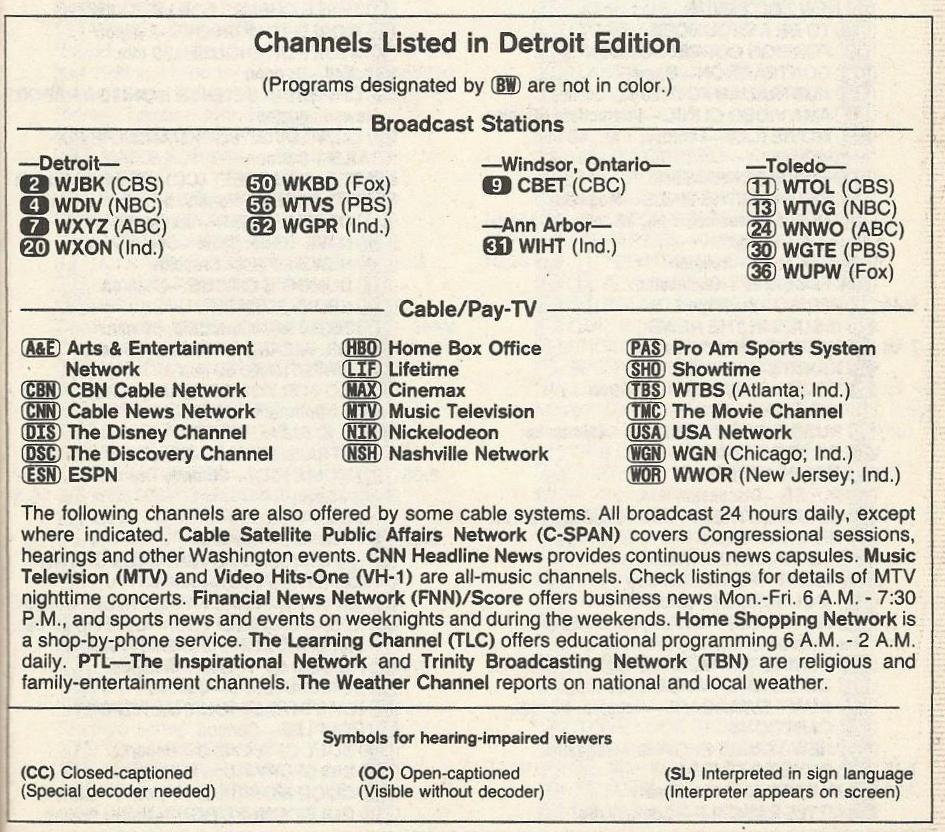 Channels Listed in Detroit Edition
(Programs designated by BW are not in color.)
Broadcast Stations
—Detroit—
2 WJBK (CBS)
4 WDIV (NBC)
7 WXYZ (ABC)
20 WXON (Ind.)
50 WKBD (Fox)
56 WTVS (PBS)
62 WGPR (Ind.)
—Windsor, Ontario—
9 CBET (CBC)
—Ann Arbor—
31 WIHT (Ind.)
—Toledo—
11 WTOL (CBS)
13 WTVG (NBC)
24 WNWO (ABC)
30 WGTE (PBS)
36 WUPW (Fox)
Cable/Pay-TV
A&E Arts & Entertainment
Network
CBN CBN Cable Network
CNN Cable News Network
DIS The Disney Channel
DSC The Discovery Channel
ESN ESPN
HBO Home Box Office
LIF Lifetime
MAX Cinemax
MTV Music Television
NIK Nickelodeon
NSH Nashville Network
PAS Pro Am Sports System
SHO Showtime
TBS WTBS (Atlanta; Ind.)
TMC The Movie Channel
USA USA Network
WGN WGN (Chicago; Ind.)
WOR WWOR (New Jersey; Ind.)
The following channels are also offered by some cable systems. All broadcast 24 hours daily, except
where indicated. Cable Satellite Public Affairs Network (C-SPAN) covers Congressional sessions,
hearings and other Washington events. CNN Headline News provides continuous news capsules. Music
Television (MTV) and Video Hits-One (VH-1) are all-music channels. Check listings for details of MTV
nighttime concerts. Financial News Network (FNN)/Score offers business news Mon.-Fri. 6 A.M. - 7:30
P.M., and sports news and events on weeknights and during the weekends. Home Shopping Network is
a shop-by-phone service. The Learning Channel (TLC) offers educational programming 6 A.M. - 2 A.M.
daily. PTL—The Inspirational Network and Trinity Broadcasting Network (TBN) are religious and
family-entertainment channels. The Weather Channel reports on national and local weather.
Symbols for hearing-impaired viewers
(CC) Closed-captioned
(Special decoder needed)
(OC) Open-captioned
(Visible without decoder)
(SL) Interpreted in sign language
(Interpreter appears on screen)